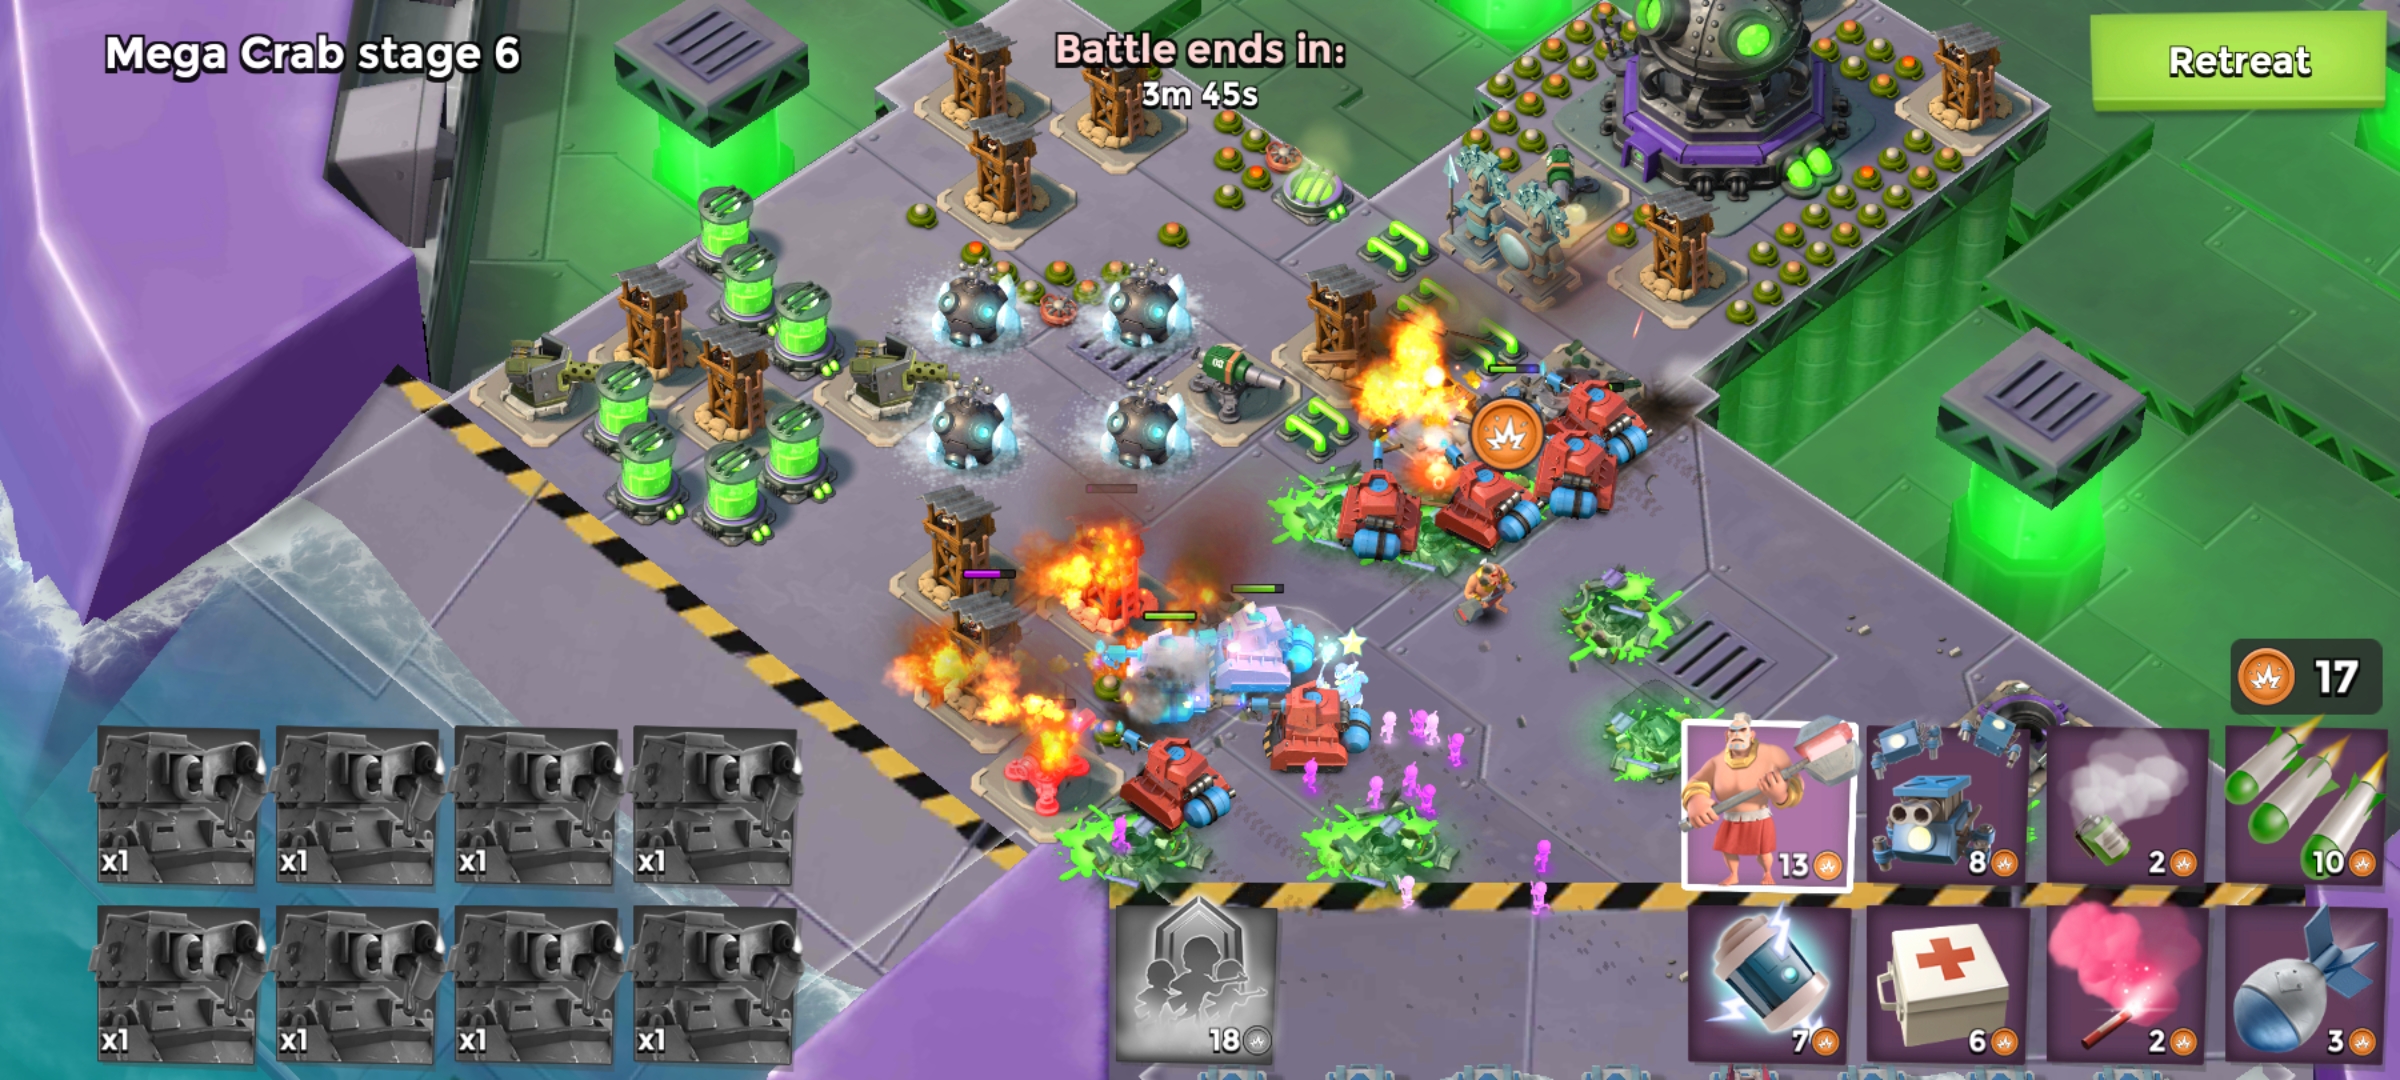 Mega Crab stage 6
Battle ends in:
3m 45s
Retreat
17
x1
x1
x1
x1
13
8
2
10
x1
x1
x1
x1
18
7
6
2
3